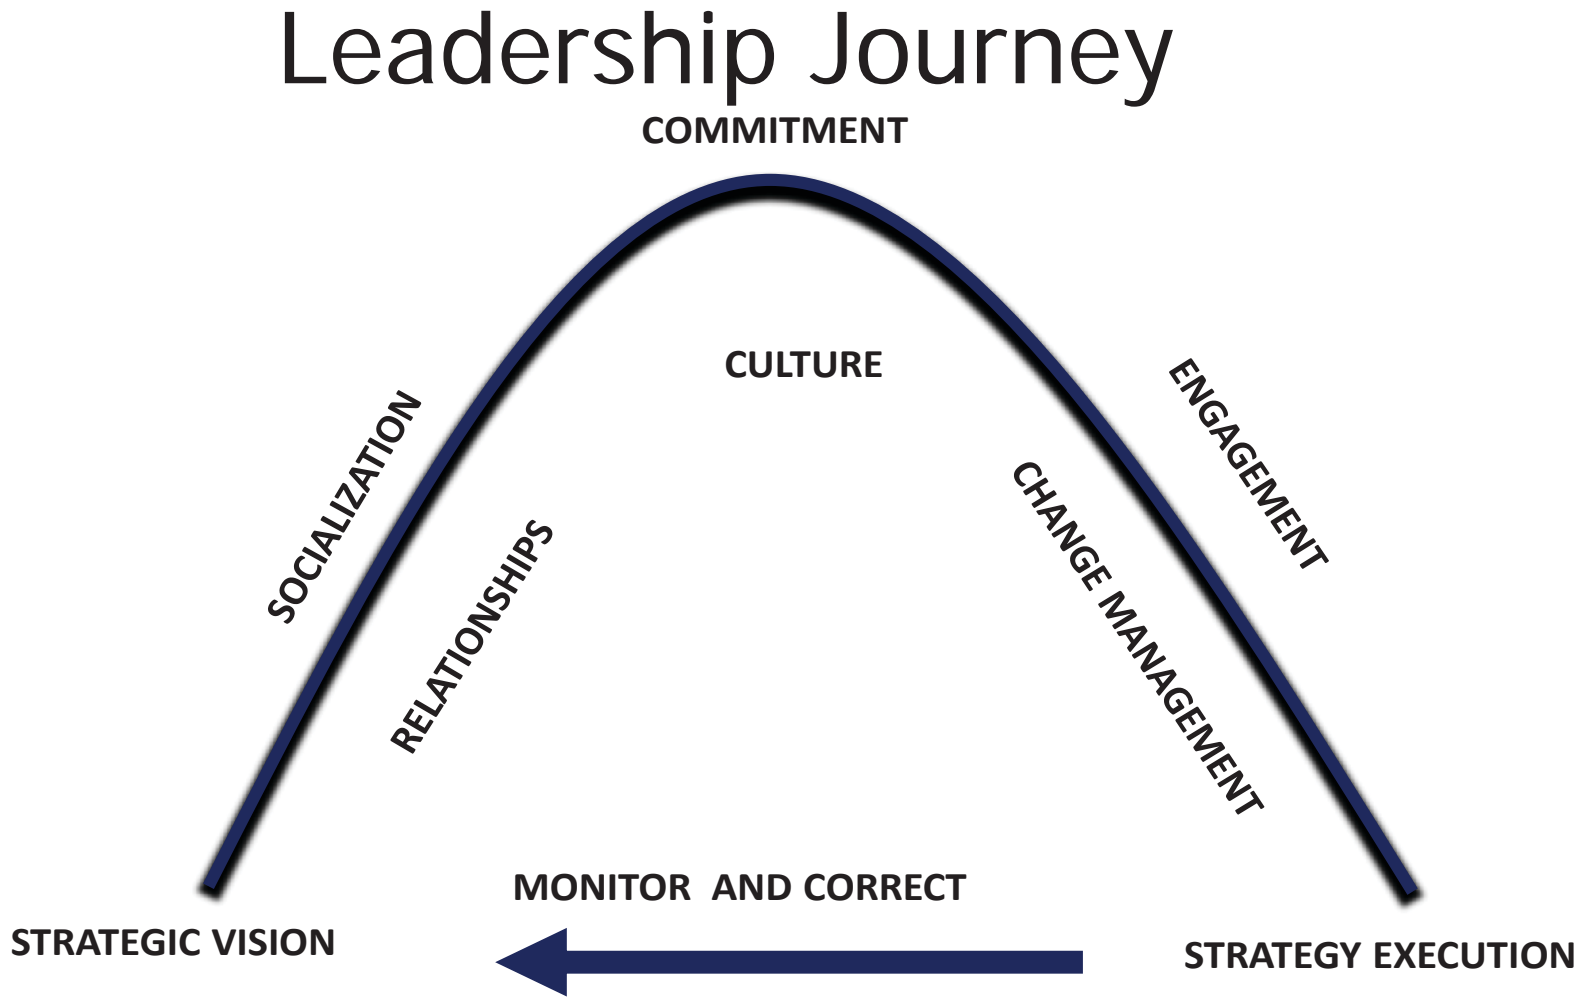 Leadership Journey
COMMITMENT
CULTURE
SOCIALIZATION
RELATIONSHIPS
ENGAGEMENT
CHANGE MANAGEMENT
MONITOR  AND CORRECT
STRATEGIC VISION
STRATEGY EXECUTION